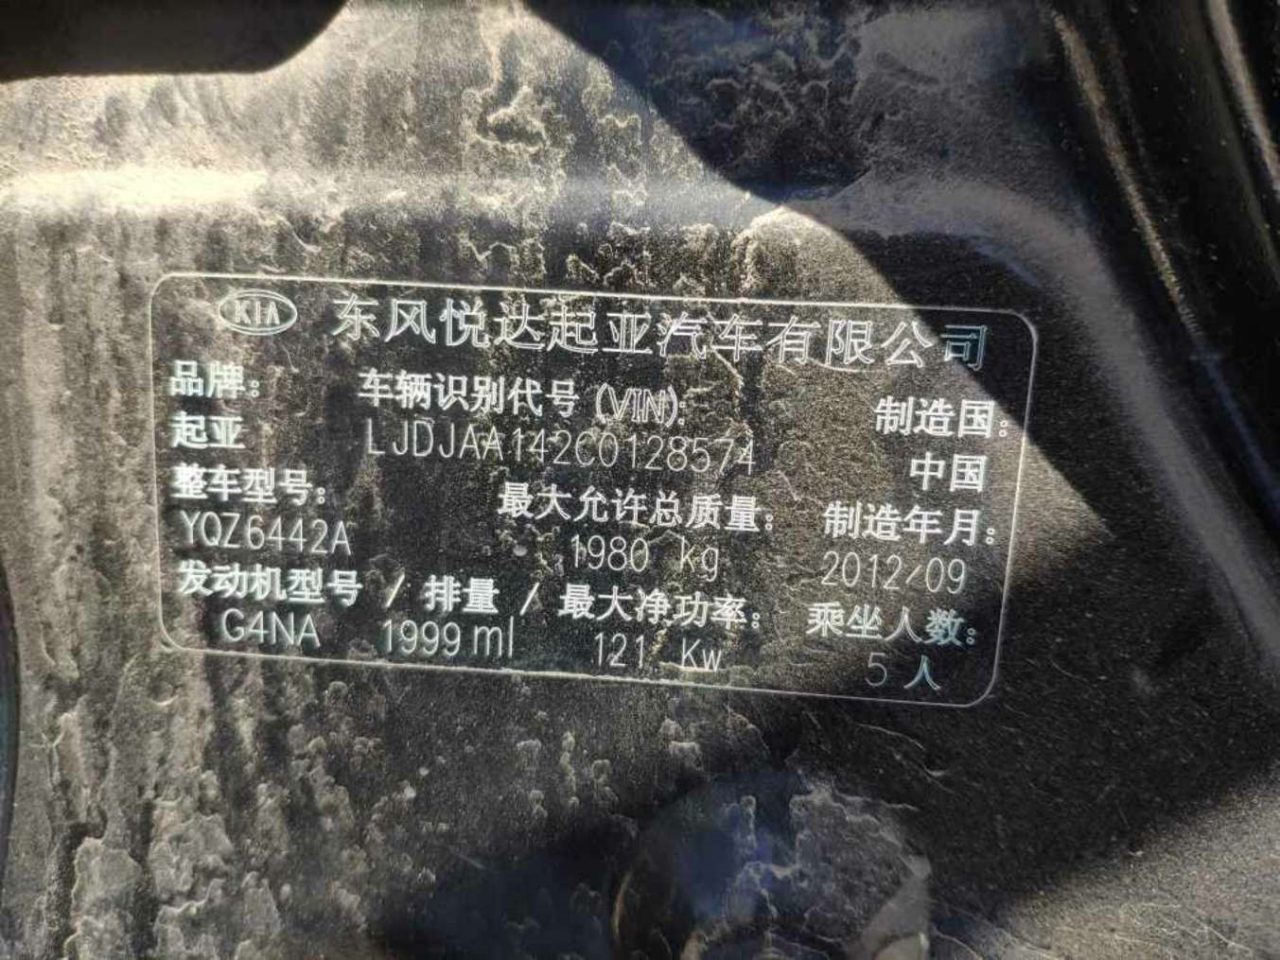 KIA 东风悦达起亚汽车有限公司
品牌: 车辆识别代号 (VIN): 制造国:
起亚 LJDJAA142C0128574 中国
整车型号: 最大允许总质量: 制造年月:
YQZ6442A 1980 kg 2012/09
发动机型号 / 排量 / 最大净功率: 乘坐人数:
G4NA 1999 ml 121 Kw 5 人